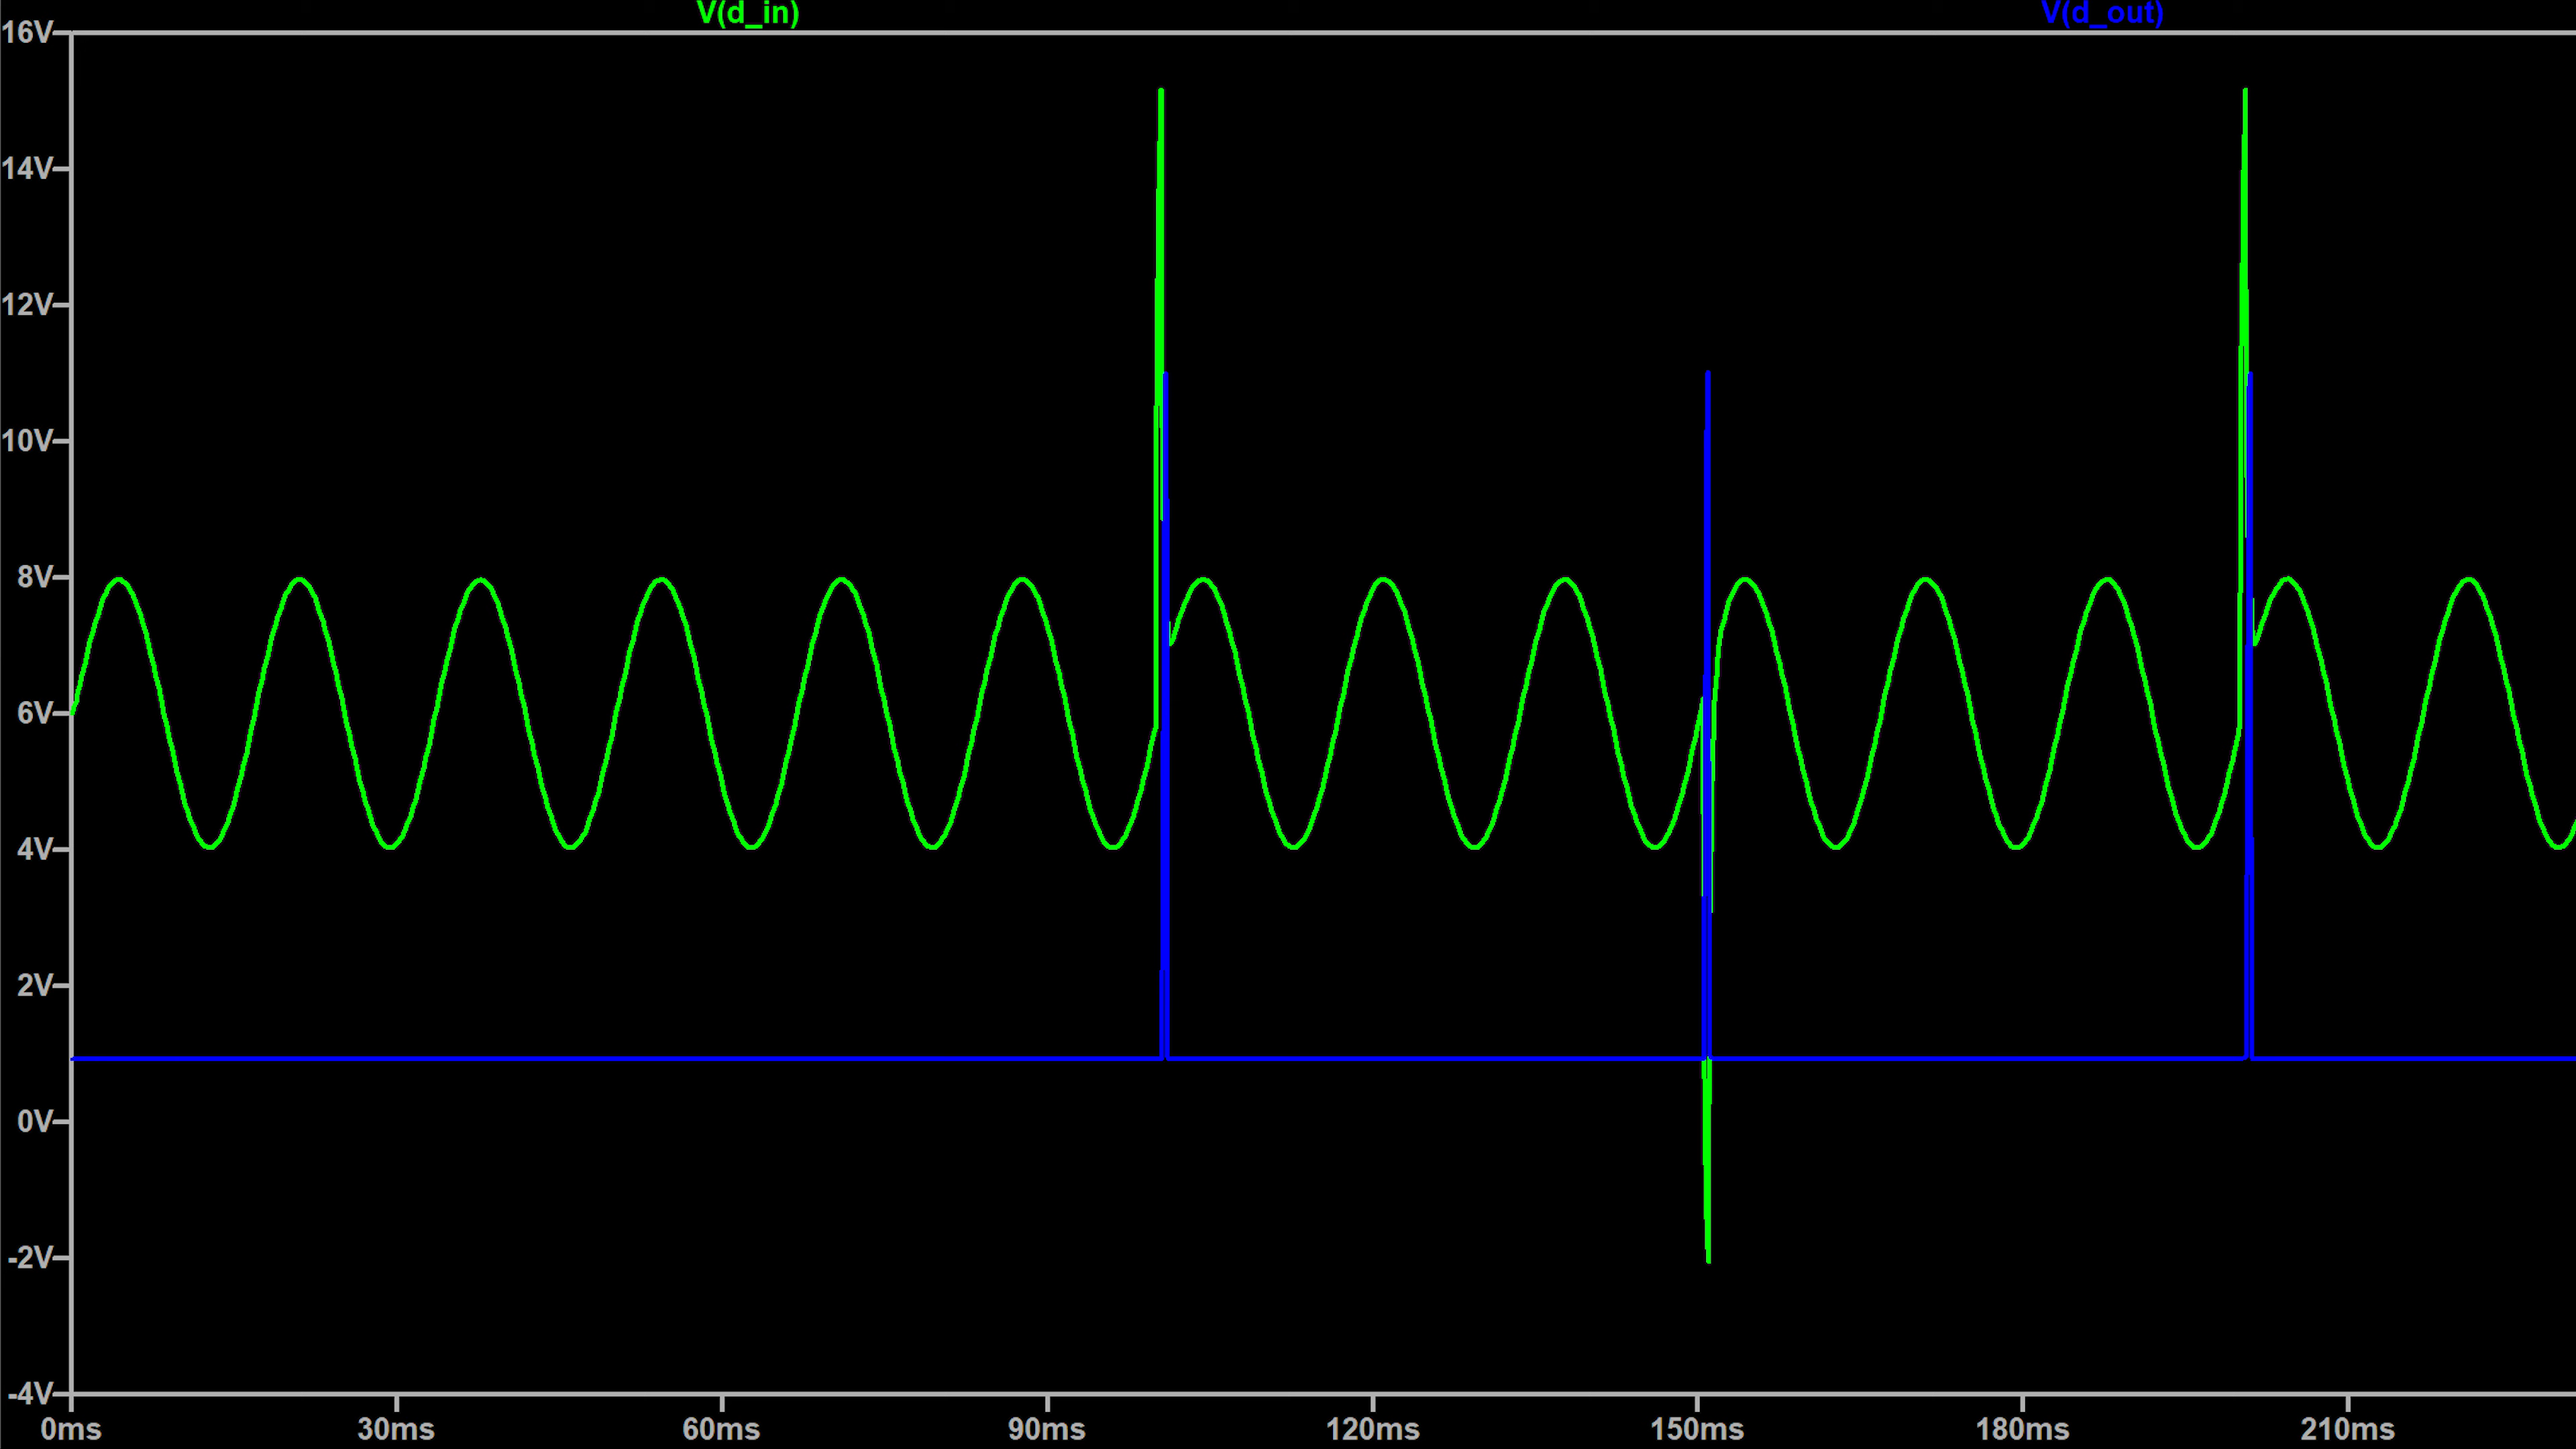 V(d_in) V(d_out)
16V
14V
12V
10V
8V
6V
4V
2V
0V
-2V
-4V
0ms 30ms 60ms 90ms 120ms 150ms 180ms 210ms